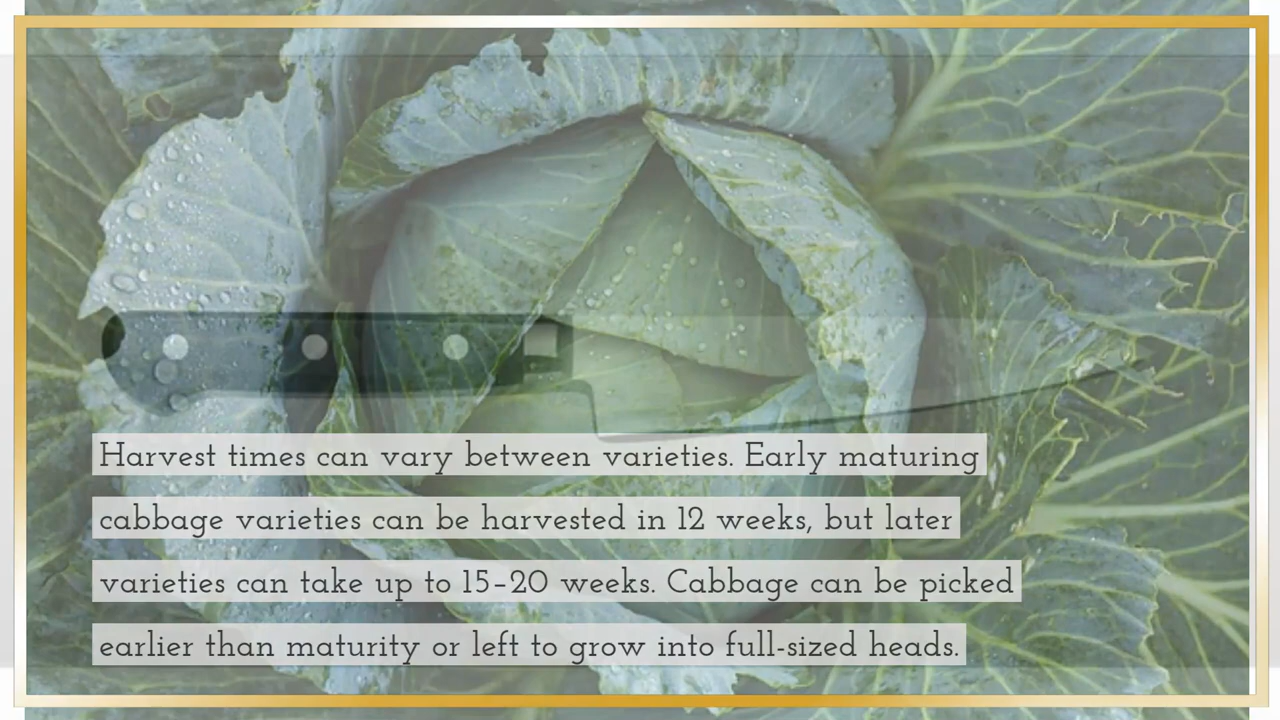 Harvest times can vary between varieties. Early maturing
cabbage varieties can be harvested in 12 weeks, but later
varieties can take up to 15–20 weeks. Cabbage can be picked
earlier than maturity or left to grow into full-sized heads.